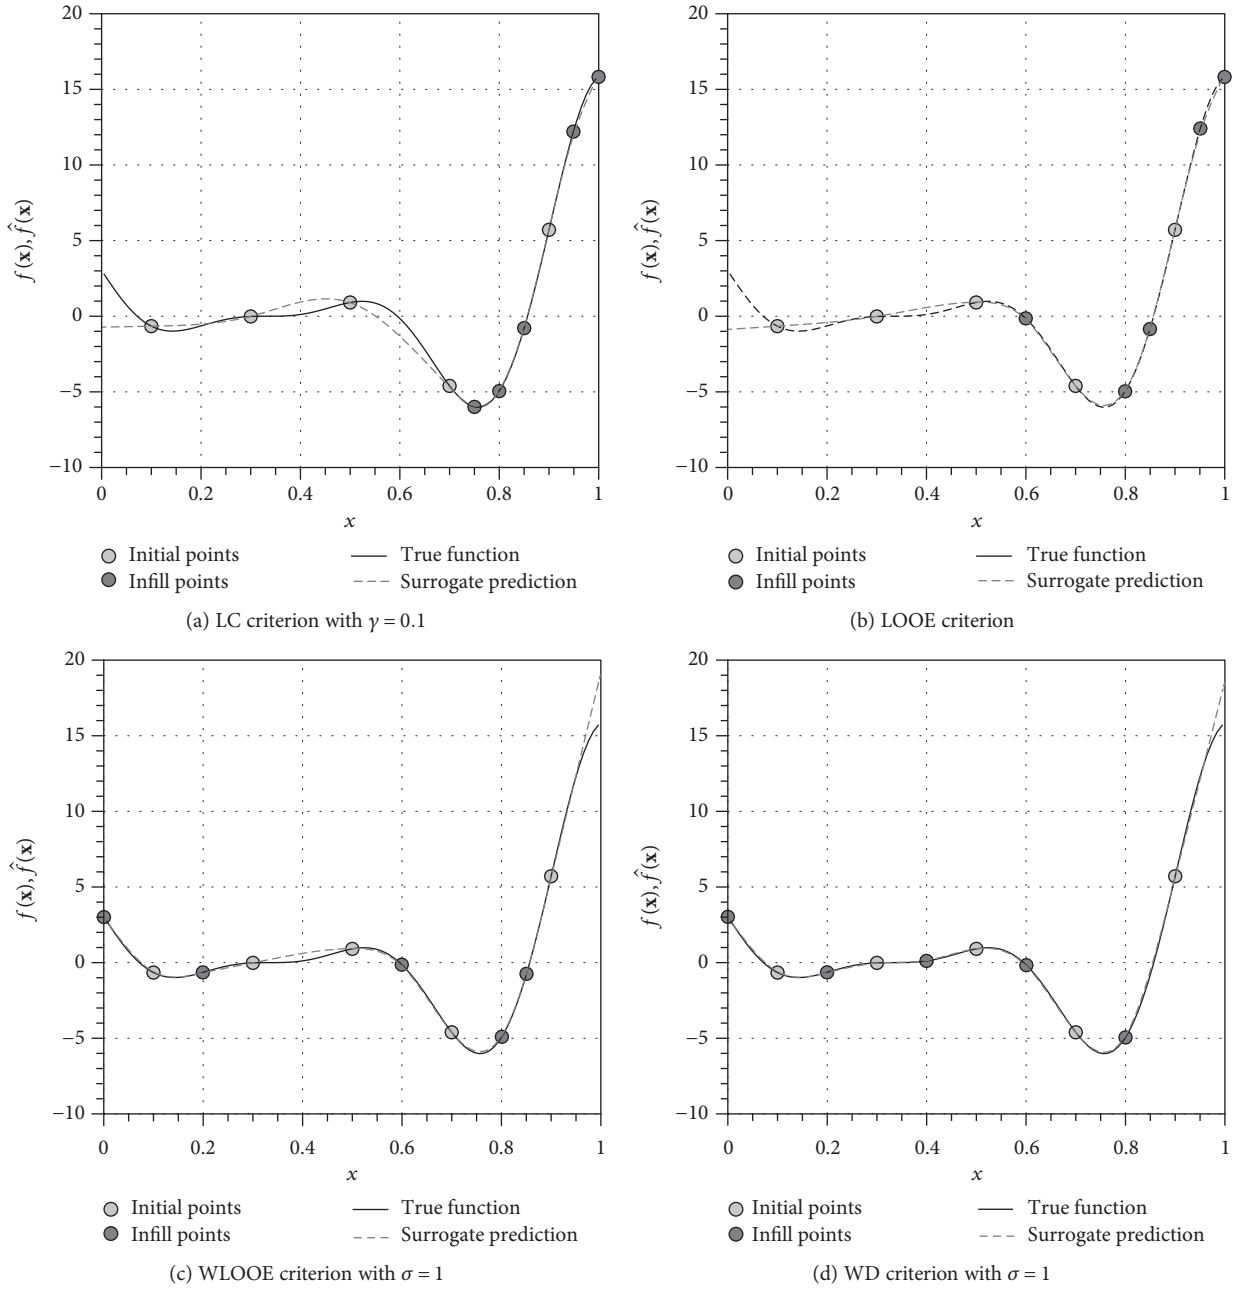 20
15
10
5
0
−5
−10
f(x), f̂(x)
0 0.2 0.4 0.6 0.8 1
x
Initial points
Infill points
True function
Surrogate prediction
(a) LC criterion with γ = 0.1
20
15
10
5
0
−5
−10
f(x), f̂(x)
0 0.2 0.4 0.6 0.8 1
x
Initial points
Infill points
True function
Surrogate prediction
(b) LOOE criterion
20
15
10
5
0
−5
−10
f(x), f̂(x)
0 0.2 0.4 0.6 0.8 1
x
Initial points
Infill points
True function
Surrogate prediction
(c) WLOOE criterion with σ = 1
20
15
10
5
0
−5
−10
f(x), f̂(x)
0 0.2 0.4 0.6 0.8 1
x
Initial points
Infill points
True function
Surrogate prediction
(d) WD criterion with σ = 1